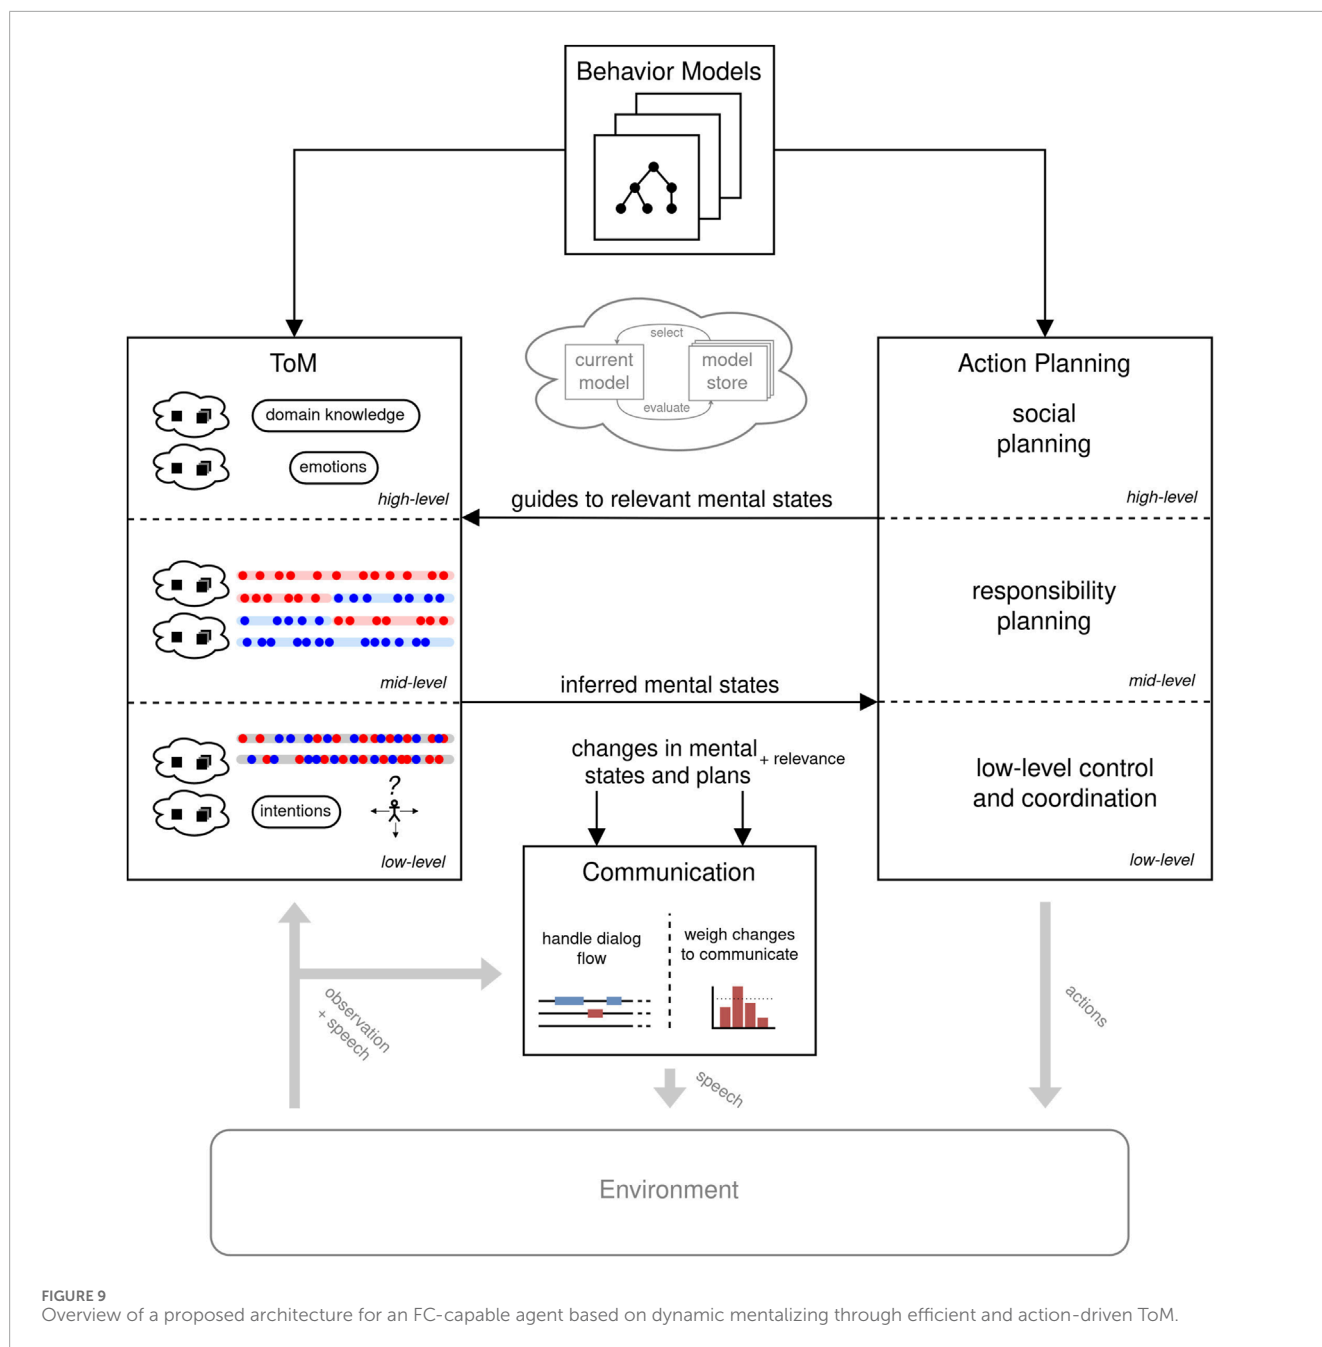 Behavior Models
select
current
model
model
store
evaluate
ToM
domain knowledge
emotions
high-level
Action Planning
social
planning
high-level
guides to relevant mental states
mid-level
responsibility
planning
mid-level
inferred mental states
?
intentions
low-level
changes in mental
states and plans
+ relevance
low-level control
and coordination
low-level
Communication
handle dialog
flow
weigh changes
to communicate
observation
+ speech
speech
actions
Environment
FIGURE 9
Overview of a proposed architecture for an FC-capable agent based on dynamic mentalizing through efficient and action-driven ToM.